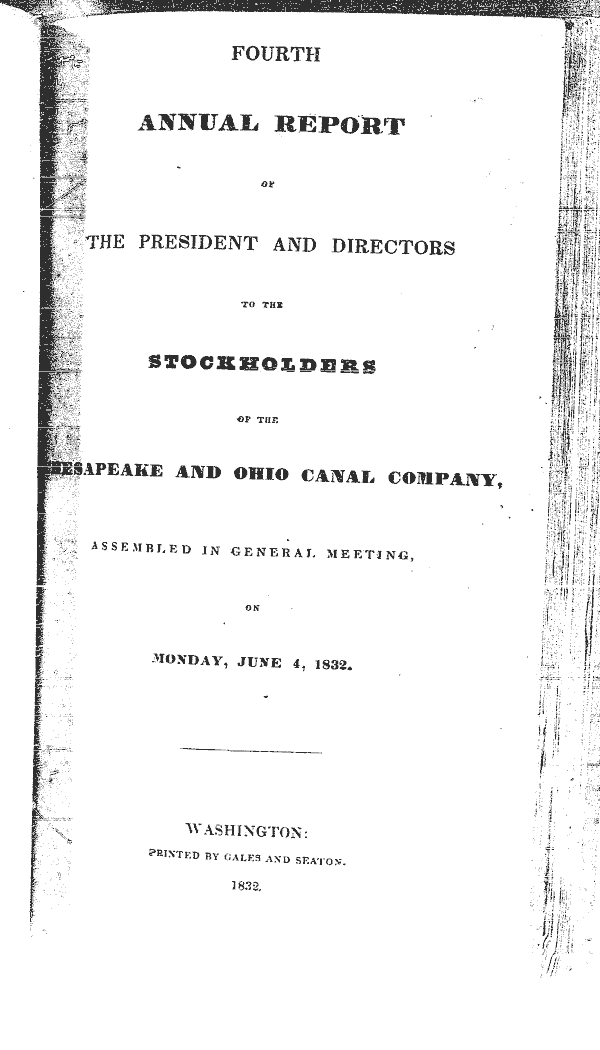 FOURTH
ANNUAL REPORT
OF
THE PRESIDENT AND DIRECTORS
TO THE
STOCKHOLDERS
OF THE
HESAPEAKE AND OHIO CANAL COMPANY,
ASSEMBLED IN GENERAL MEETING,
ON
MONDAY, JUNE 4, 1832.
WASHINGTON:
PRINTED BY GALES AND SEATON.
1832.